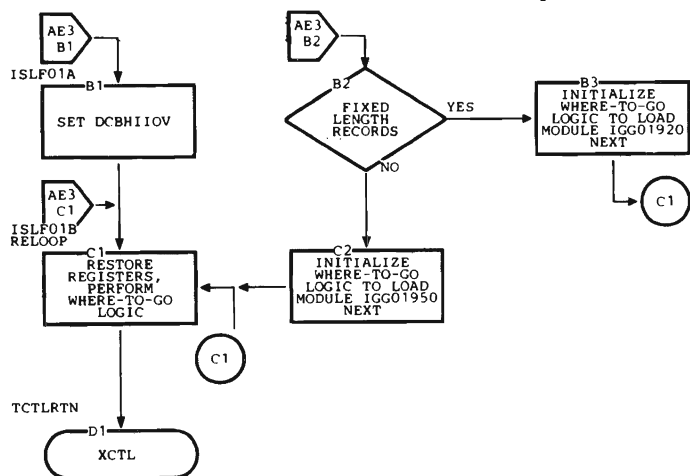 AE3
B1
ISLF01A
B1
SET DCBHIIOV
AE3
C1
ISLF01B
RELOOP
C1
RESTORE
REGISTERS,
PERFORM
WHERE-TO-GO
LOGIC
TCTLRTN
D1
XCTL
AE3
B2
B2
FIXED
LENGTH
RECORDS
YES
NO
C2
INITIALIZE
WHERE-TO-GO
LOGIC TO LOAD
MODULE IGG01950
NEXT
C1
B3
INITIALIZE
WHERE-TO-GO
LOGIC TO LOAD
MODULE IGG01920
NEXT
C1